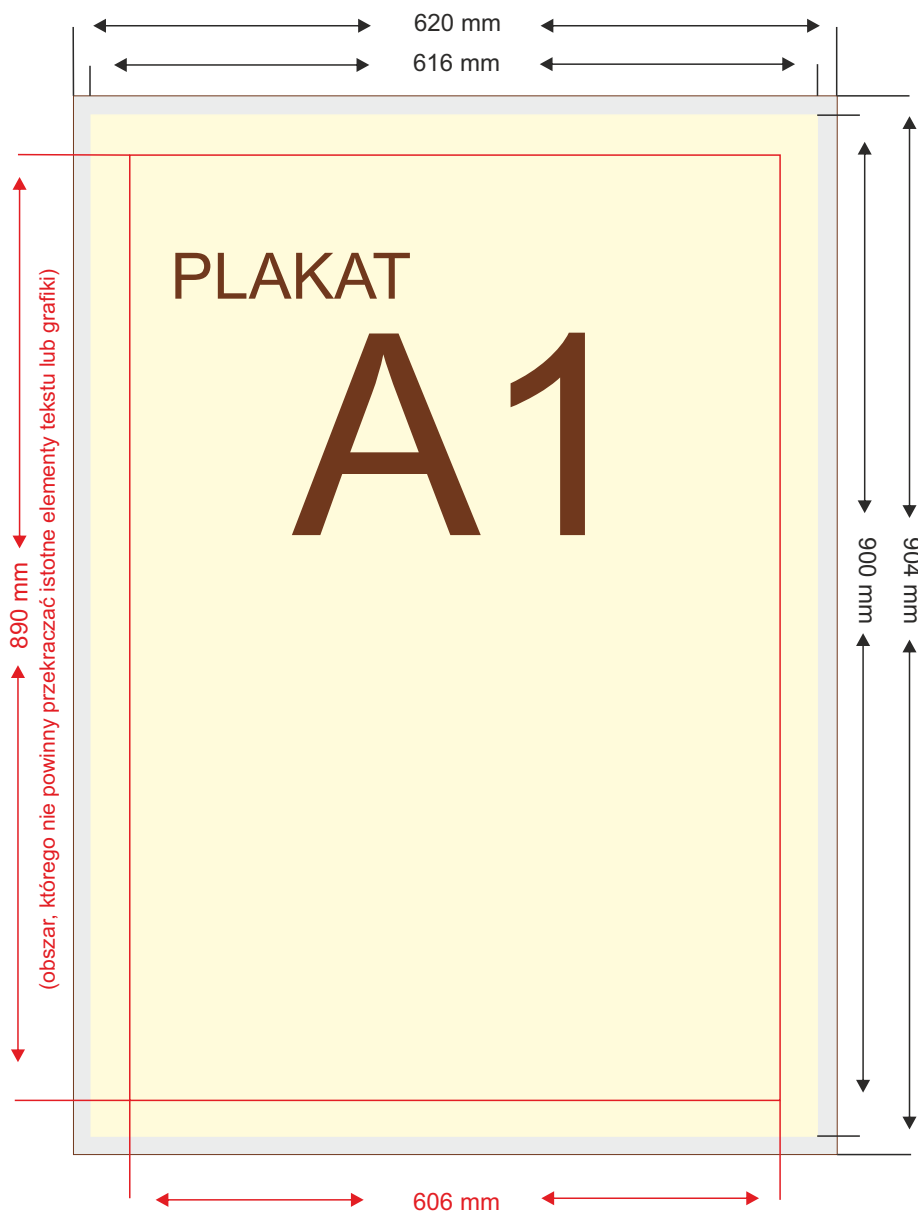 620 mm
616 mm
PLAKAT
A1
890 mm
(obszar, którego nie powinny przekraczać istotne elementy tekstu lub grafiki)
900 mm
904 mm
606 mm